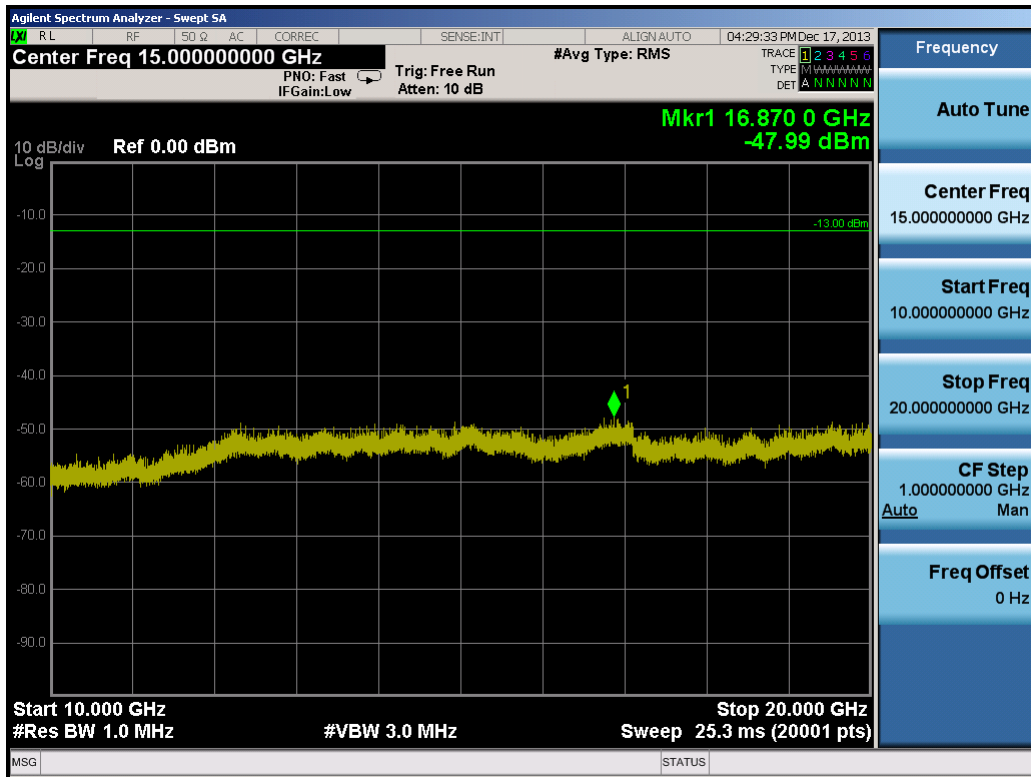 Agilent Spectrum Analyzer - Swept SA
LXI RL RF 50 Ω AC CORREC SENSE:INT ALIGNAUTO 04:29:33 PM Dec 17, 2013
Center Freq 15.000000000 GHz
PNO: Fast
IFGain:Low
Trig: Free Run
Atten: 10 dB
#Avg Type: RMS
TRACE 1 2 3 4 5 6
TYPE M W W W W W
DET A N N N N N
Mkr1 16.870 0 GHz
-47.99 dBm
10 dB/div Ref 0.00 dBm
Log
-10.0
-13.00 dBm
-20.0
-30.0
-40.0
1
-50.0
-60.0
-70.0
-80.0
-90.0
Start 10.000 GHz Stop 20.000 GHz
#Res BW 1.0 MHz #VBW 3.0 MHz Sweep 25.3 ms (20001 pts)
MSG STATUS
Frequency
Auto Tune
Center Freq
15.000000000 GHz
Start Freq
10.000000000 GHz
Stop Freq
20.000000000 GHz
CF Step
1.000000000 GHz
Auto Man
Freq Offset
0 Hz